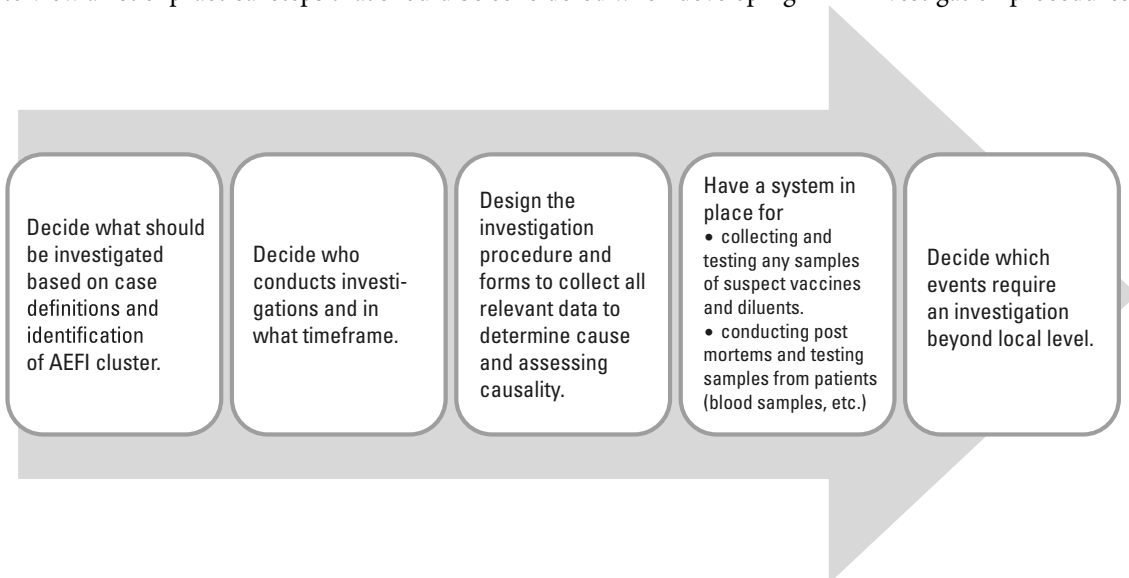 Decide what should
be investigated
based on case
definitions and
identification
of AEFI cluster.
Decide who
conducts investi-
gations and in
what timeframe.
Design the
investigation
procedure and
forms to collect all
relevant data to
determine cause
and assessing
causality.
Have a system in
place for
• collecting and
testing any samples
of suspect vaccines
and diluents.
• conducting post
mortems and testing
samples from patients
(blood samples, etc.)
Decide which
events require
an investigation
beyond local level.